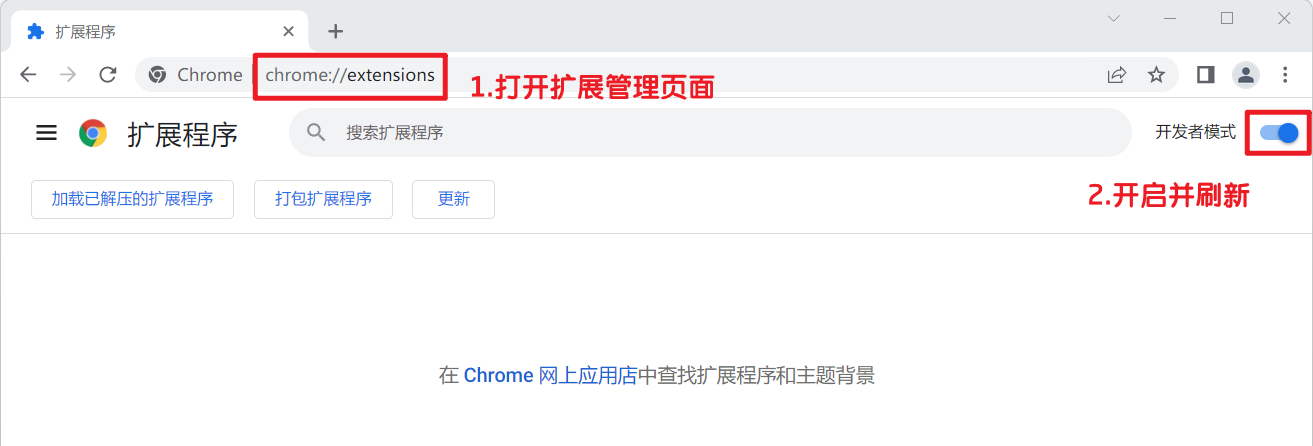 扩展程序
Chrome chrome://extensions
1.打开扩展管理页面
扩展程序
搜索扩展程序
开发者模式
加载已解压的扩展程序
打包扩展程序
更新
2.开启并刷新
在 Chrome 网上应用店中查找扩展程序和主题背景